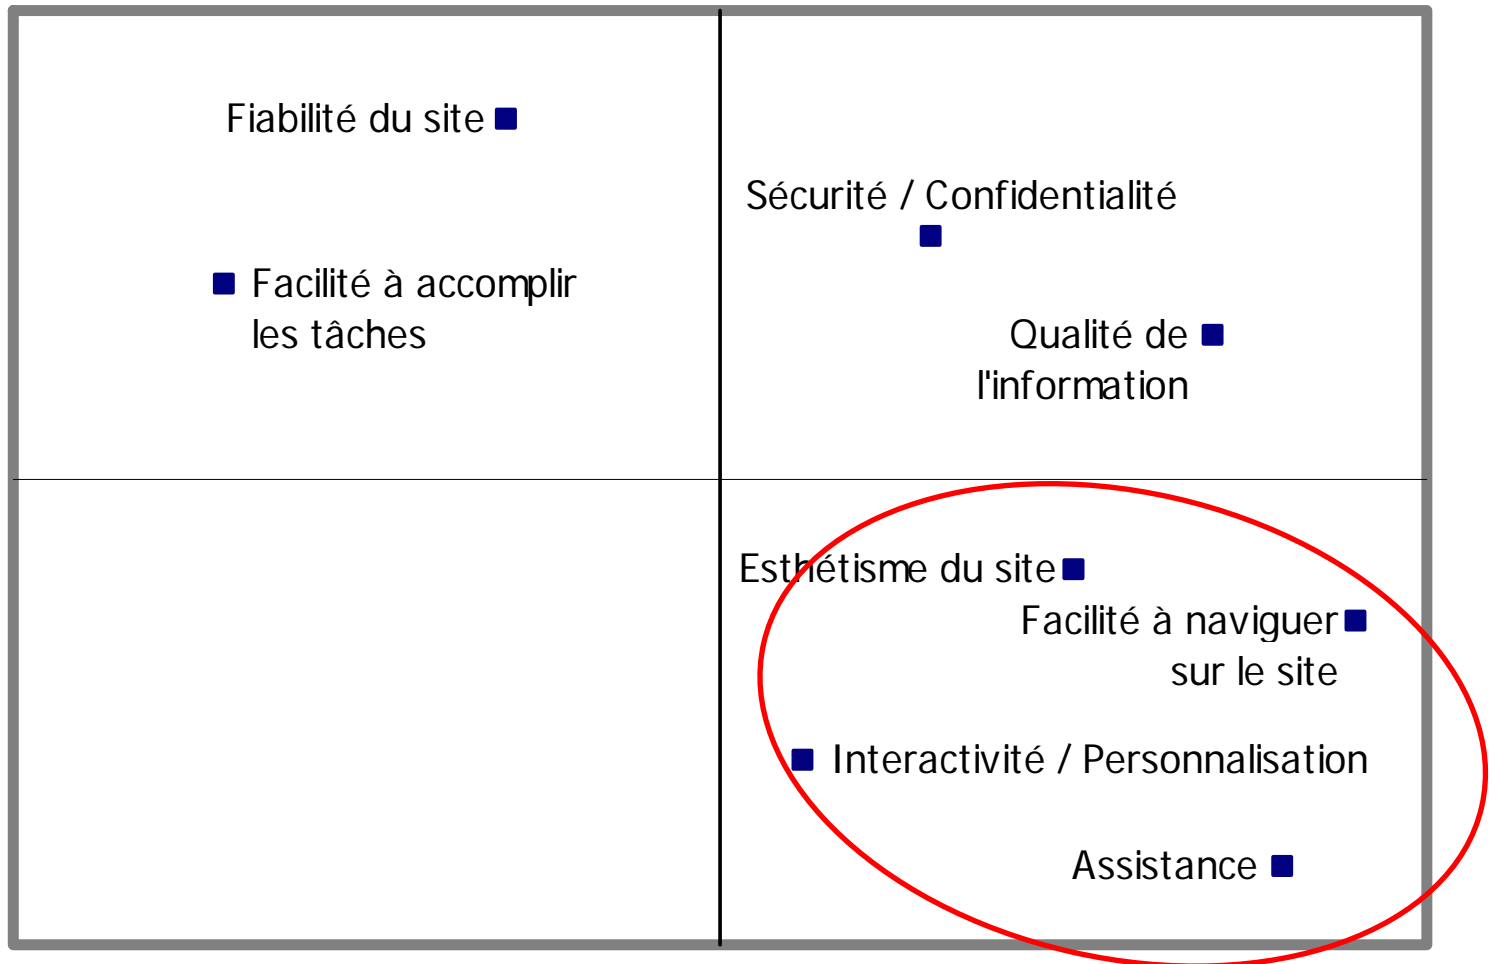 Fiabilité du site
Sécurité / Confidentialité
Facilité à accomplir
les tâches
Qualité de
l'information
Esthétisme du site
Facilité à naviguer
sur le site
Interactivité / Personnalisation
Assistance